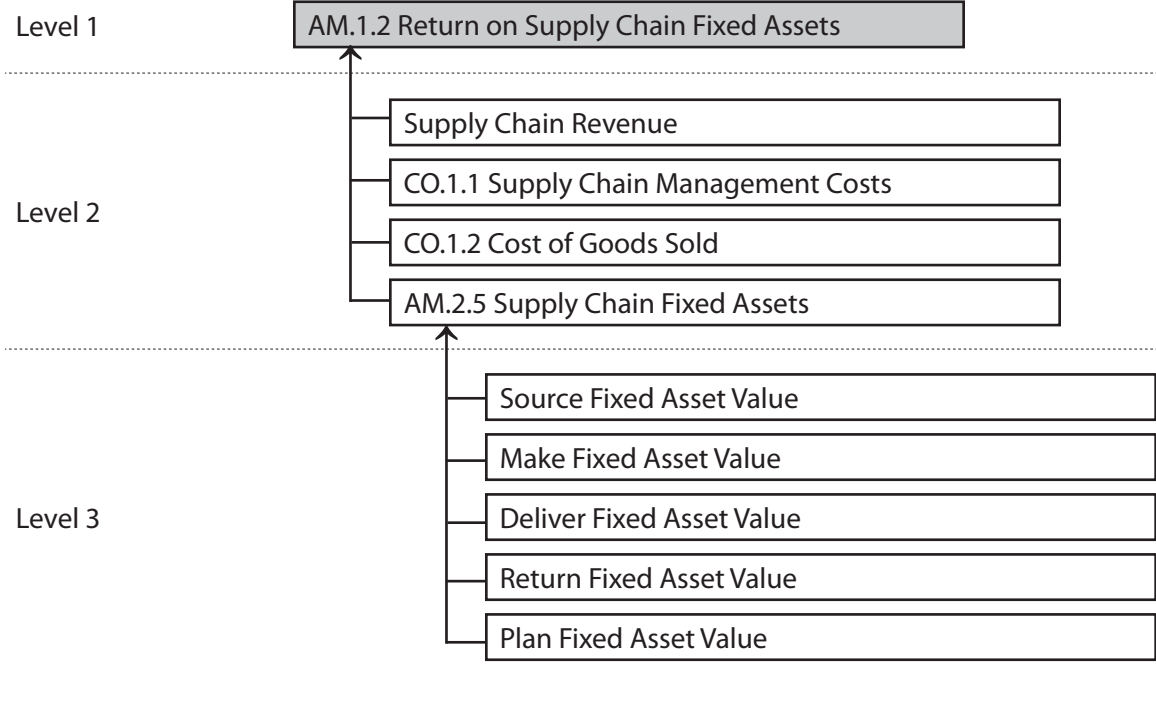 Level 1
AM.1.2 Return on Supply Chain Fixed Assets
Level 2
Supply Chain Revenue
CO.1.1 Supply Chain Management Costs
CO.1.2 Cost of Goods Sold
AM.2.5 Supply Chain Fixed Assets
Level 3
Source Fixed Asset Value
Make Fixed Asset Value
Deliver Fixed Asset Value
Return Fixed Asset Value
Plan Fixed Asset Value